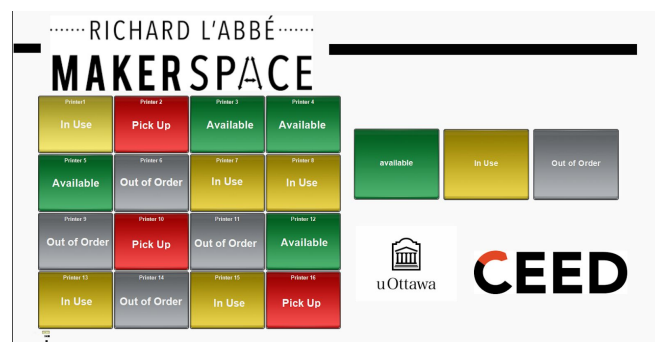 RICHARD L'ABBÉ
MAKERSPACE
Printer1
In Use
Printer 2
Pick Up
Printer 3
Available
Printer 4
Available
Printer 5
Available
Printer 6
Out of Order
Printer 7
In Use
Printer 8
In Use
Printer 9
Out of Order
Printer 10
Pick Up
Printer 11
Out of Order
Printer 12
Available
Printer 13
In Use
Printer 14
Out of Order
Printer 15
In Use
Printer 16
Pick Up
available
In Use
Out of Order
uOttawa
CEED